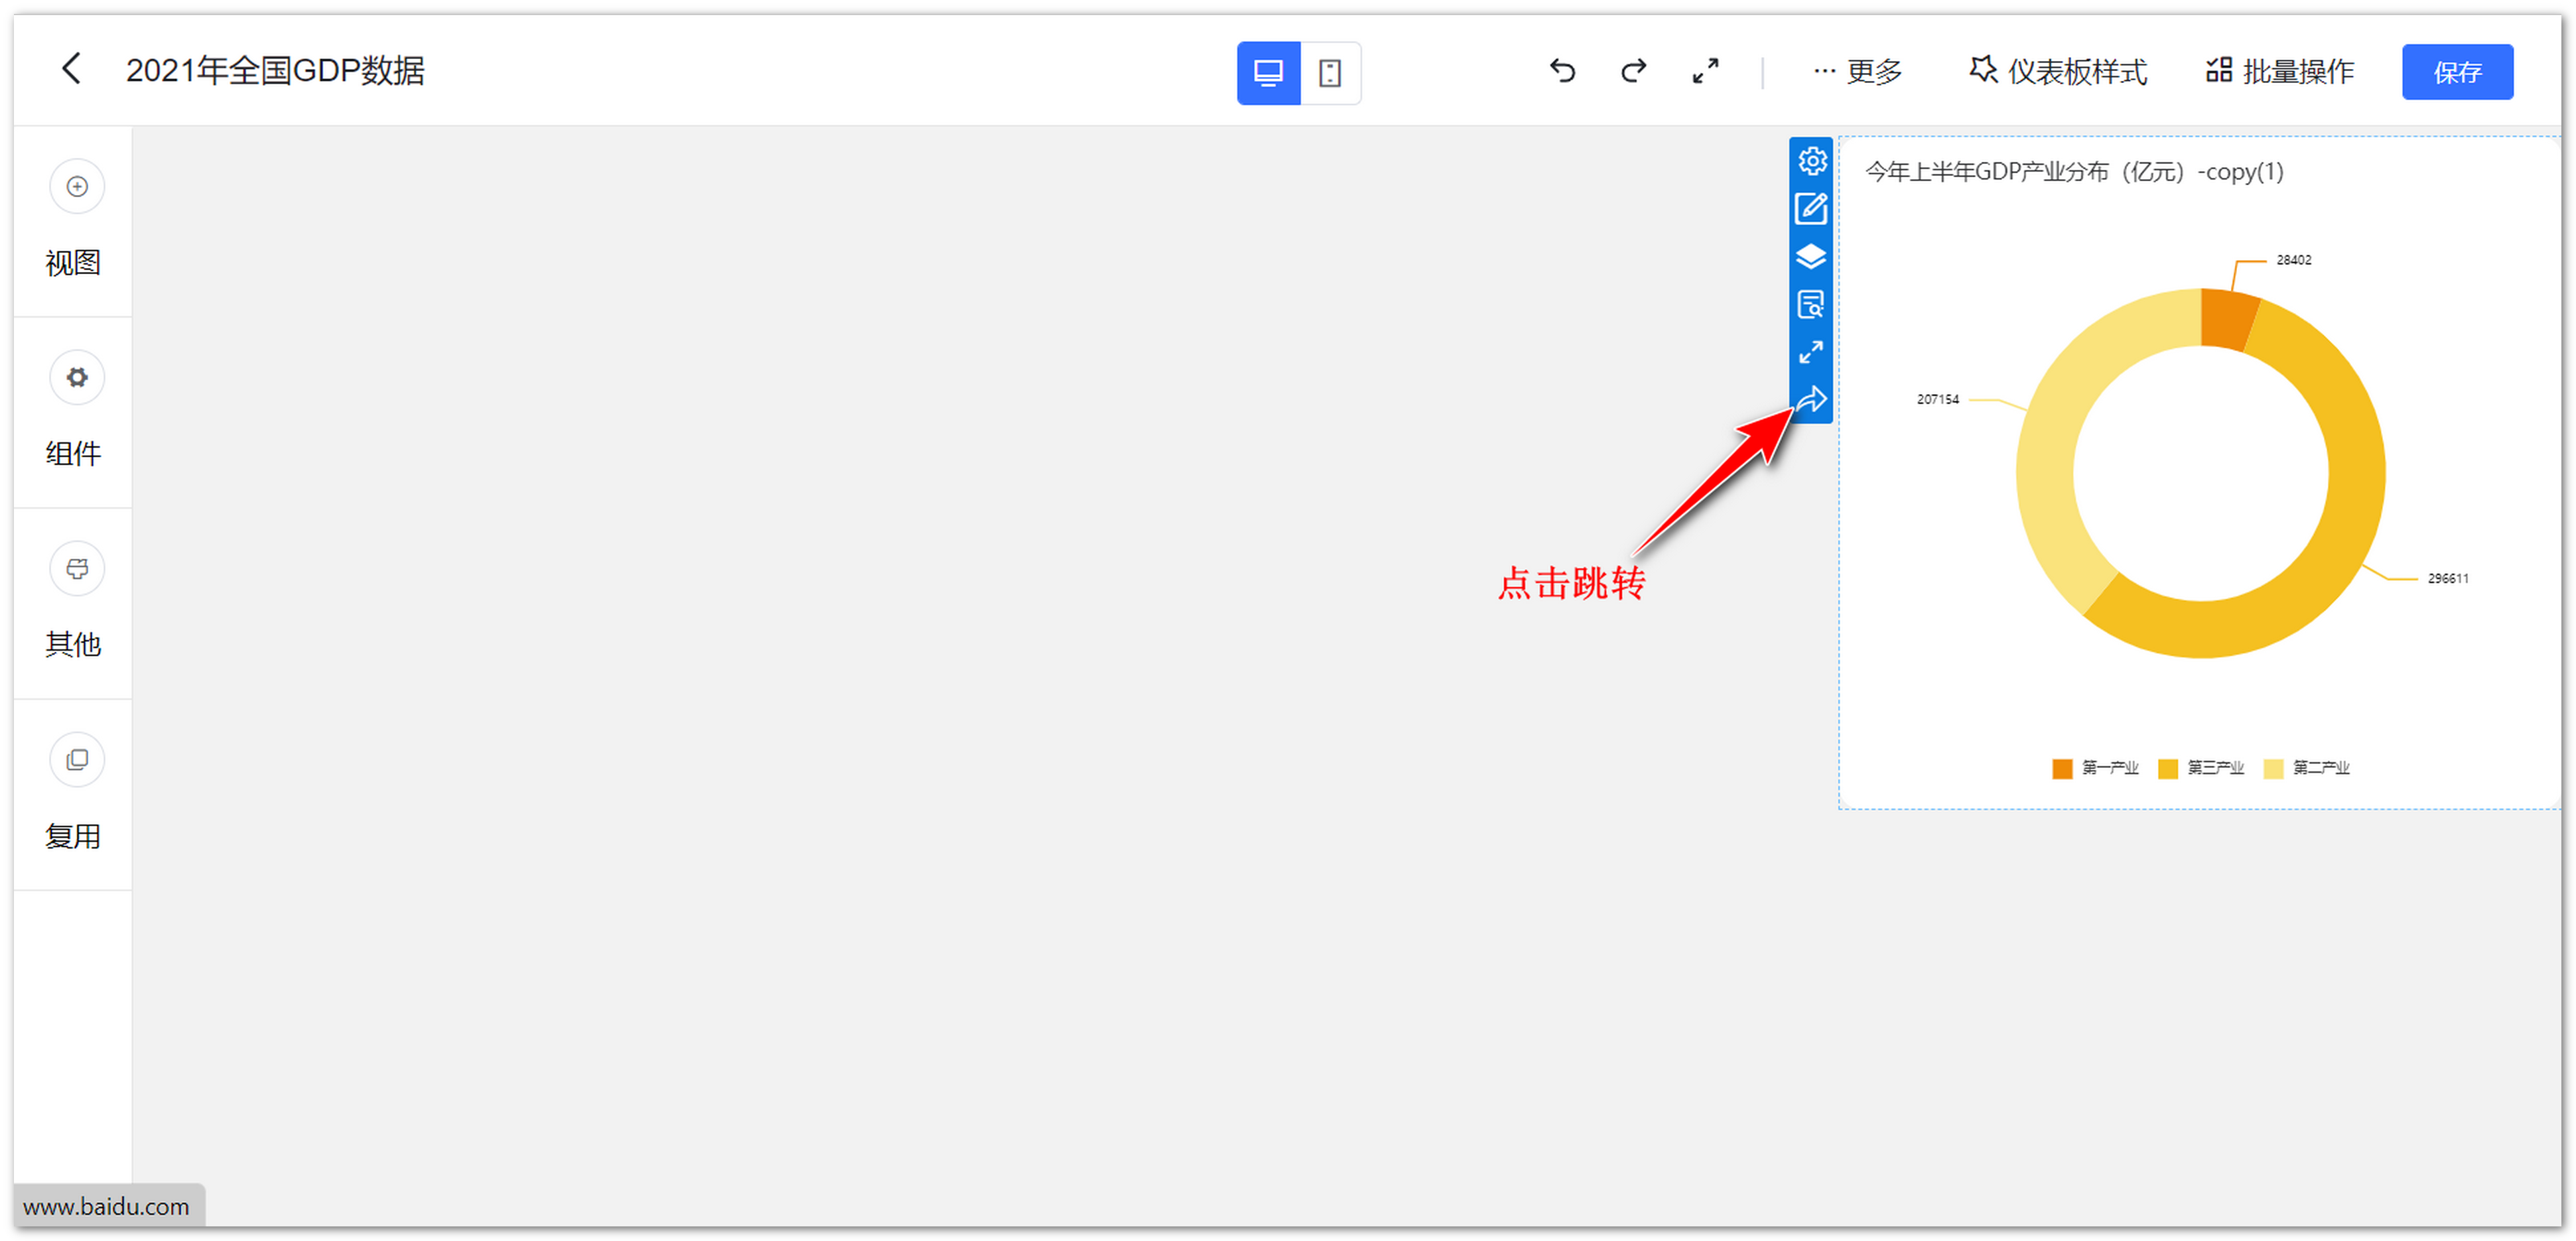 2021年全国GDP数据
··· 更多
仪表板样式
批量操作
保存
视图
组件
其他
复用
今年上半年GDP产业分布（亿元）-copy(1)
28402
207154
296611
第一产业
第三产业
第二产业
点击跳转
www.baidu.com